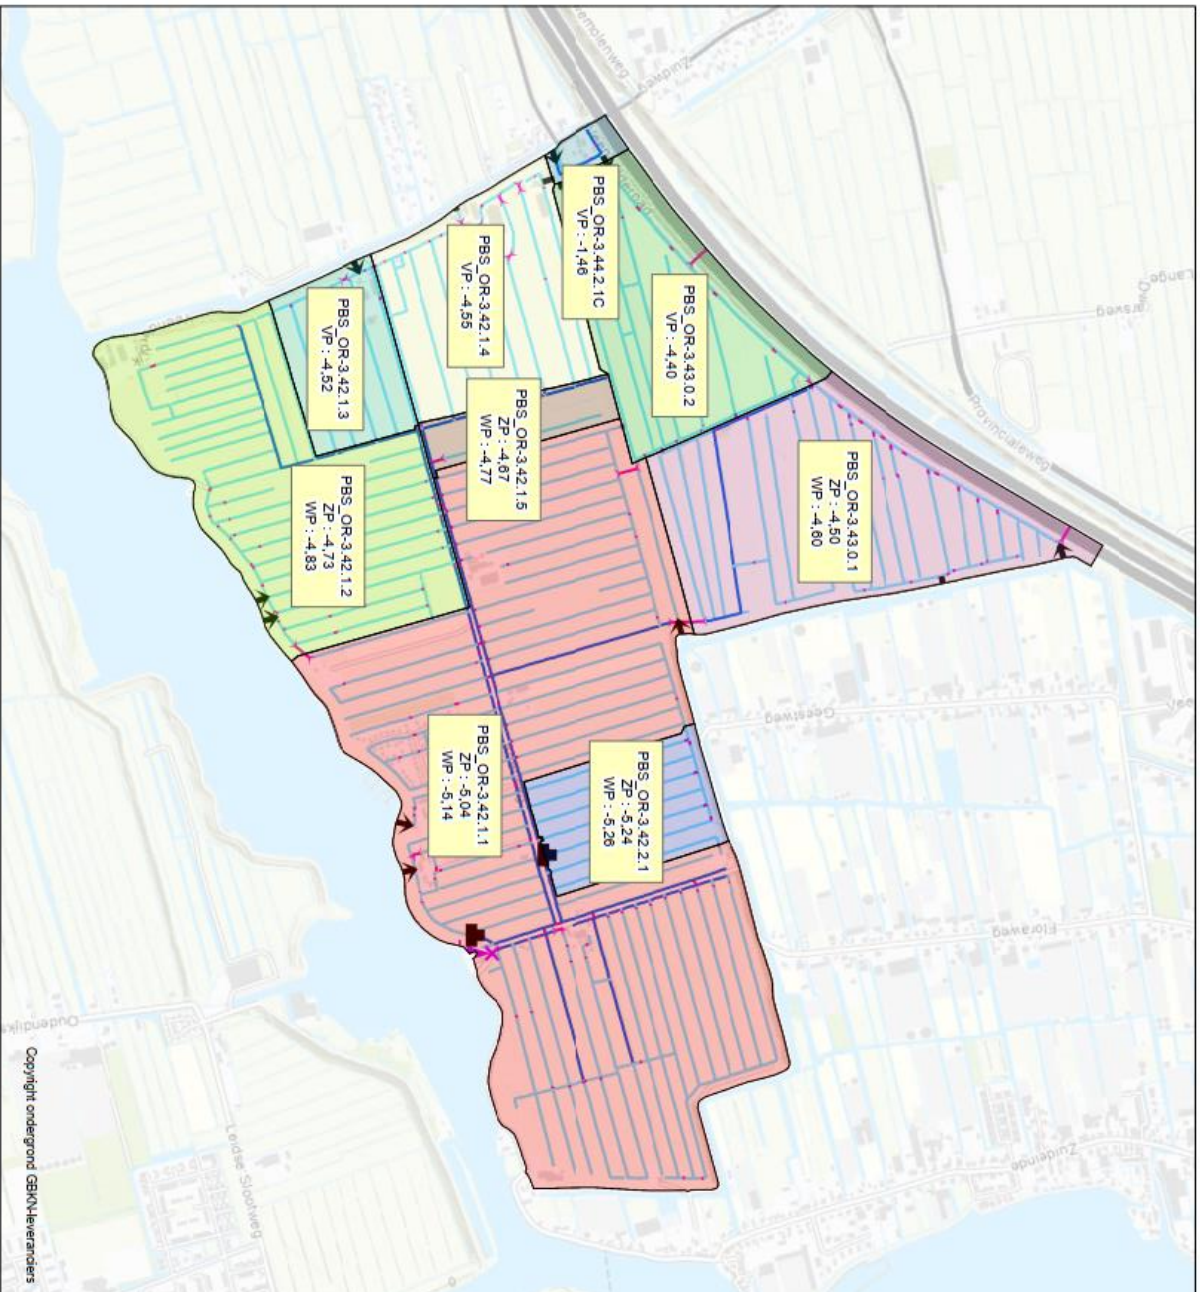 Zuidweg
Provincialeweg
PBS_OR-3.44.2.1C
VP : -1,46
PBS_OR-3.43.0.2
VP : -4,40
PBS_OR-3.43.0.1
ZP : -4,50
WP : -4,60
PBS_OR-3.42.1.4
VP : -4,55
PBS_OR-3.42.1.3
VP : -4,52
PBS_OR-3.42.1.5
ZP : -4,67
WP : -4,77
PBS_OR-3.42.1.2
ZP : -4,73
WP : -4,83
PBS_OR-3.42.1.1
ZP : -5,04
WP : -5,14
PBS_OR-3.42.2.1
ZP : -5,24
WP : -5,26
Geestweg
Floraweg
Zuideinde
Oudendijks
Leidse Slootweg
Copyright ondergrond GBKN-leveranciers